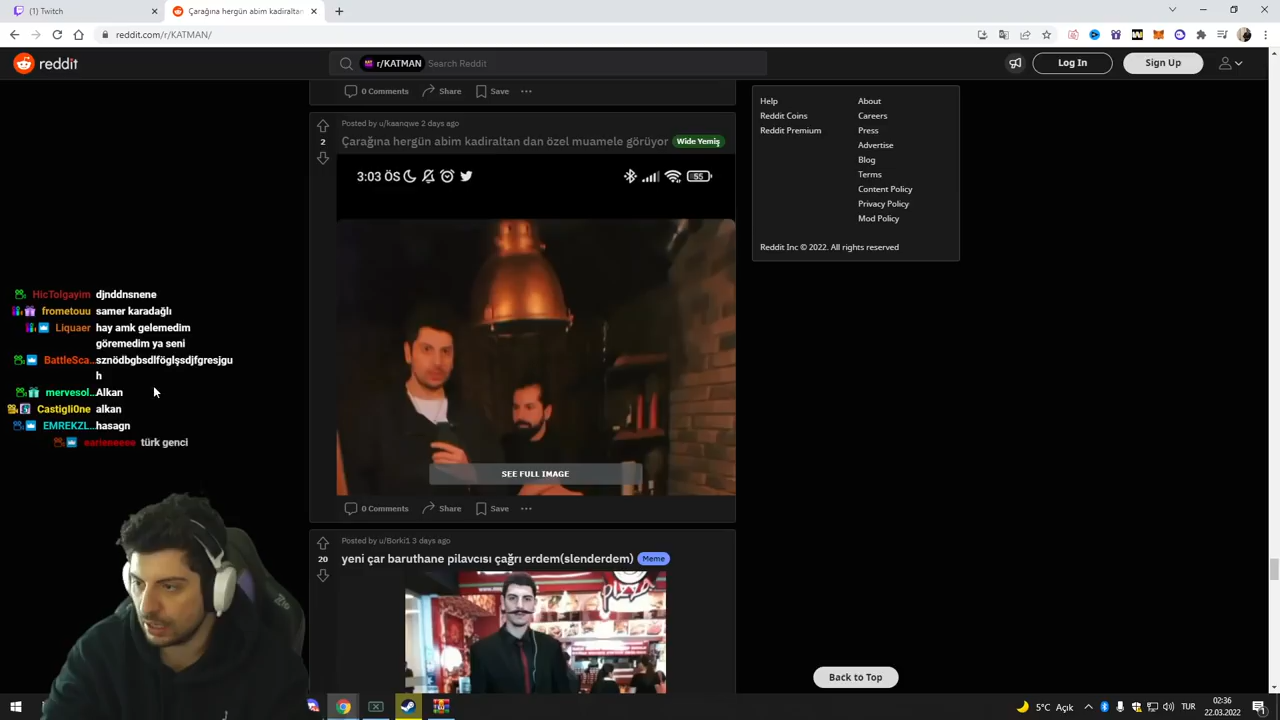 (1) Twitch
Çarağına hergün abim kadiraltan
reddit.com/r/KATMAN/
reddit
r/KATMAN
Search Reddit
Log In
Sign Up
0 Comments
Share
Save
Posted by u/kaanqwe 2 days ago
2
Çarağına hergün abim kadiraltan dan özel muamele görüyor
Wide Yemiş
3:03 ÖS
55
SEE FULL IMAGE
0 Comments
Share
Save
Posted by u/Borki1 3 days ago
20
yeni çar baruthane pilavcısı çağrı erdem(slenderdem)
Meme
Help
About
Reddit Coins
Careers
Reddit Premium
Press
Advertise
Blog
Terms
Content Policy
Privacy Policy
Mod Policy
Reddit Inc © 2022. All rights reserved
HicTolgayim djnddnsnene
frometouu samer karadağlı
Liquaer hay amk gelemedim
göremedim ya seni
BattleSca... sznödbgbsdlföglşsdjfgresjgu
h
mervesol... Alkan
Castigli0ne alkan
EMREKZL... hasagn
türk genci
Back to Top
5°C Açık
TUR
02:36
22.03.2022